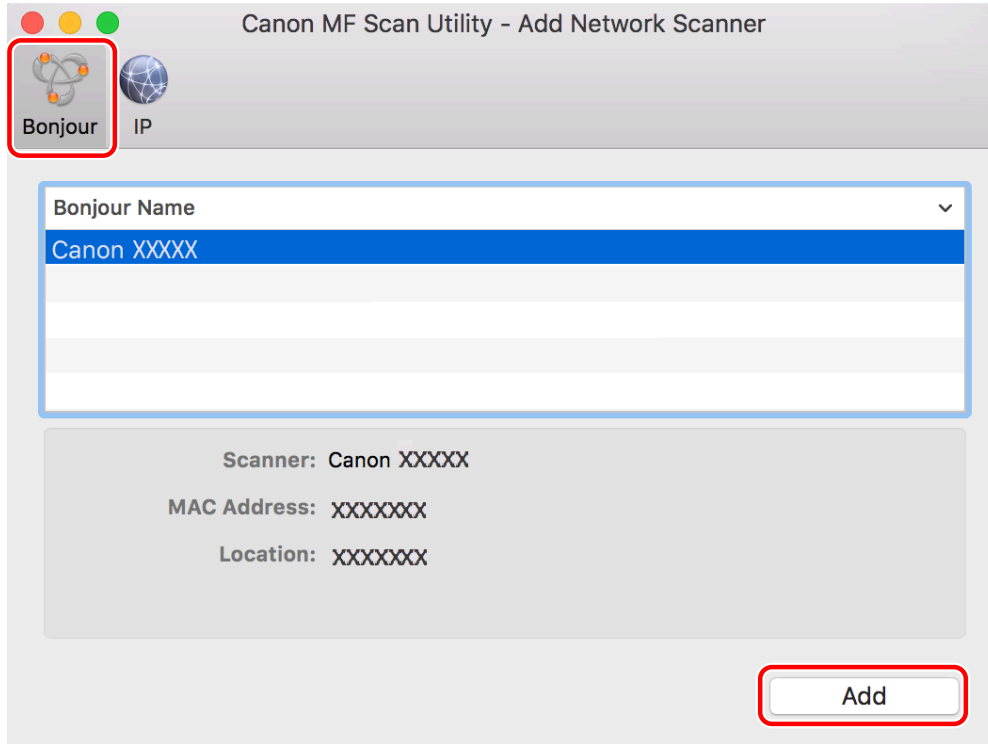 Canon MF Scan Utility - Add Network Scanner
Bonjour IP
Bonjour Name
Canon XXXXX
Scanner: Canon XXXXX
MAC Address: XXXXXXX
Location: XXXXXXX
Add